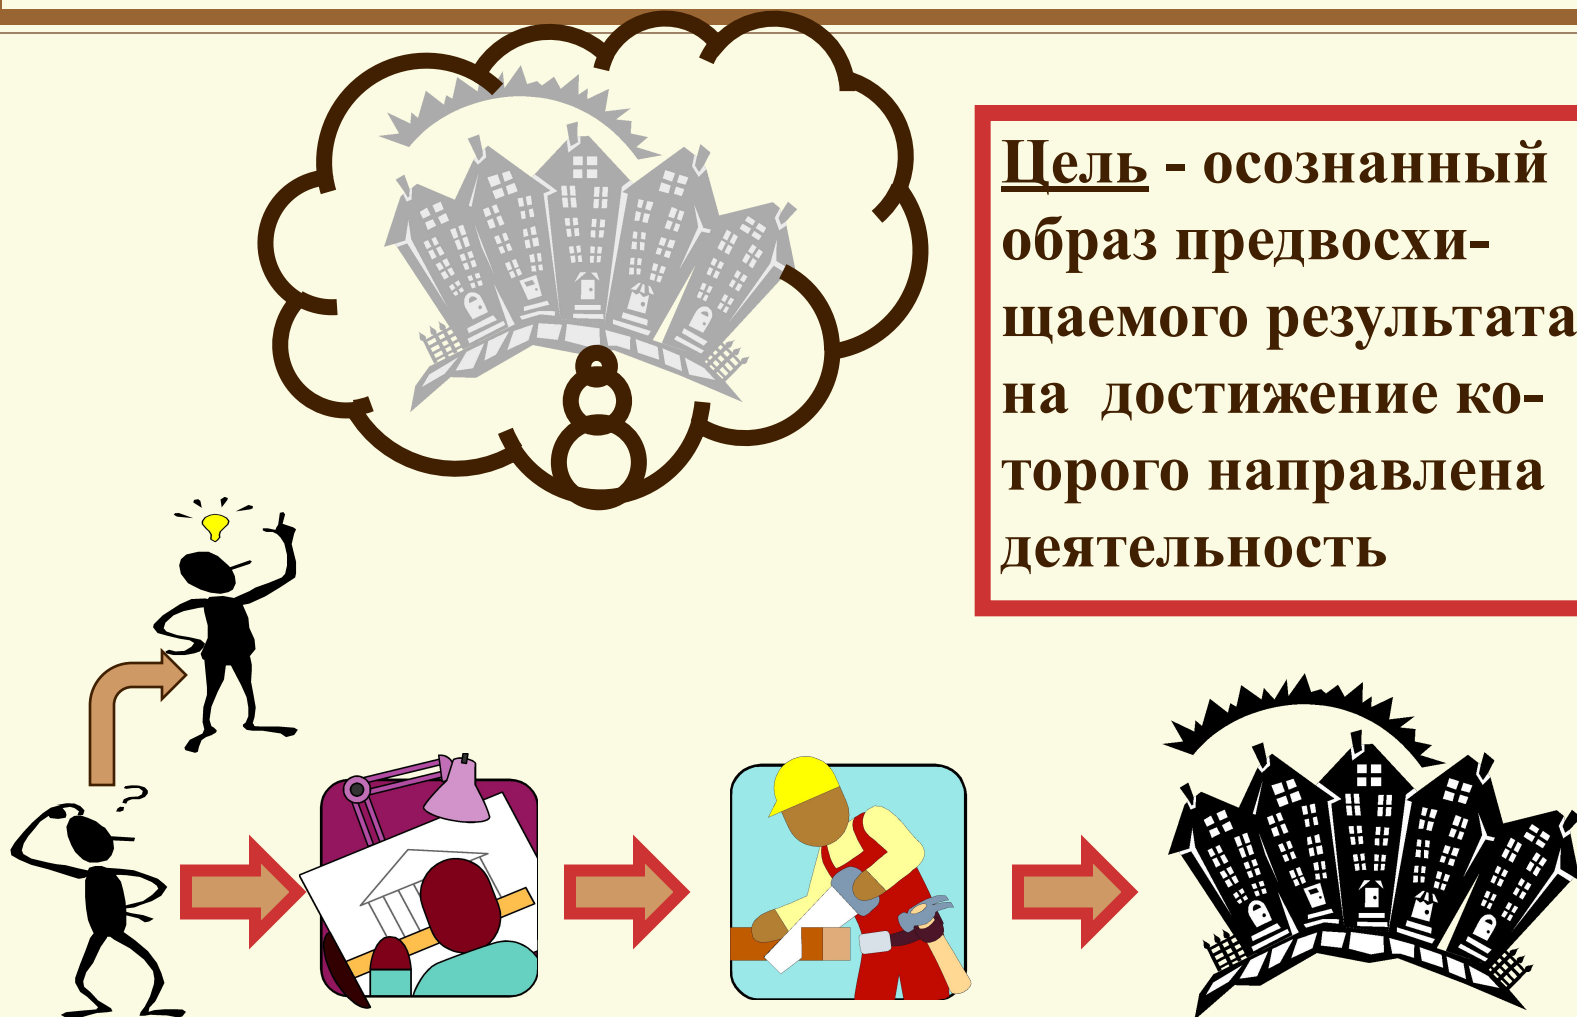 Цель - осознанный
образ предвосхи-
щаемого результата
на достижение ко-
торого направлена
деятельность
?